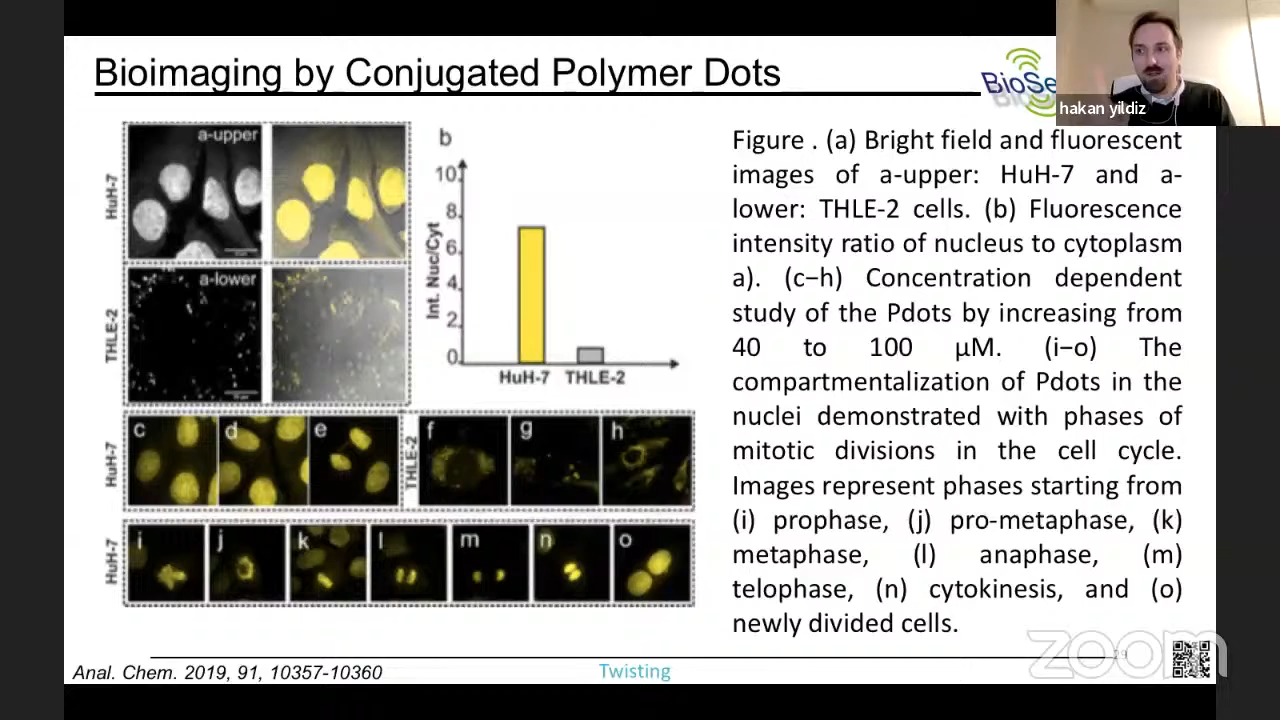 Bioimaging by Conjugated Polymer Dots
BioSe
hakan yildiz
a-upper
HuH-7
a-lower
THLE-2
b
10
8
6
4
2
0
Int. Nuc/Cyt
HuH-7 THLE-2
HuH-7
c d e
THLE-2
f g h
HuH-7
i j k l m n o
Figure . (a) Bright field and fluorescent
images of a-upper: HuH-7 and a-
lower: THLE-2 cells. (b) Fluorescence
intensity ratio of nucleus to cytoplasm
a). (c−h) Concentration dependent
study of the Pdots by increasing from
40 to 100 μM. (i−o) The
compartmentalization of Pdots in the
nuclei demonstrated with phases of
mitotic divisions in the cell cycle.
Images represent phases starting from
(i) prophase, (j) pro-metaphase, (k)
metaphase, (l) anaphase, (m)
telophase, (n) cytokinesis, and (o)
newly divided cells.
zoom
Anal. Chem. 2019, 91, 10357-10360
Twisting